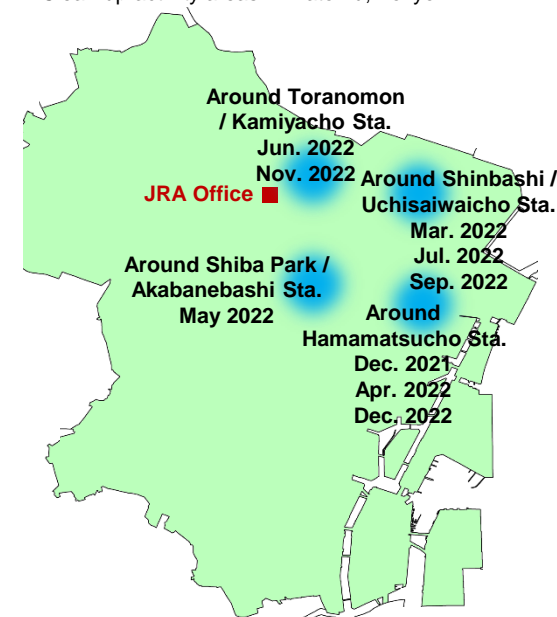 Around Toranomon
/ Kamiyacho Sta.
Jun. 2022
Nov. 2022
JRA Office
Around Shinbashi /
Uchisaiwaicho Sta.
Mar. 2022
Jul. 2022
Sep. 2022
Around Shiba Park /
Akabanebashi Sta.
May 2022
Around
Hamamatsucho Sta.
Dec. 2021
Apr. 2022
Dec. 2022